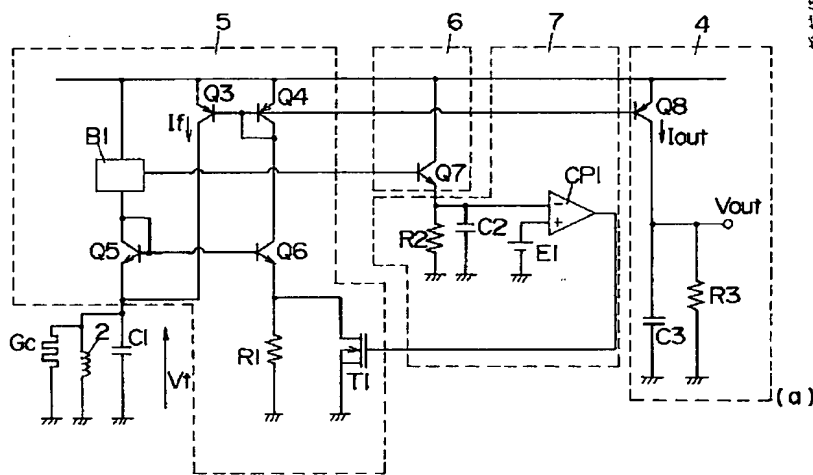 5
6
7
4
Q3
Q4
Q8
If
Iout
B1
Q7
CP1
Vout
-
+
Q5
Q6
R2
C2
E1
R3
Gc
2
C1
C3
Vt
R1
T1
(a)